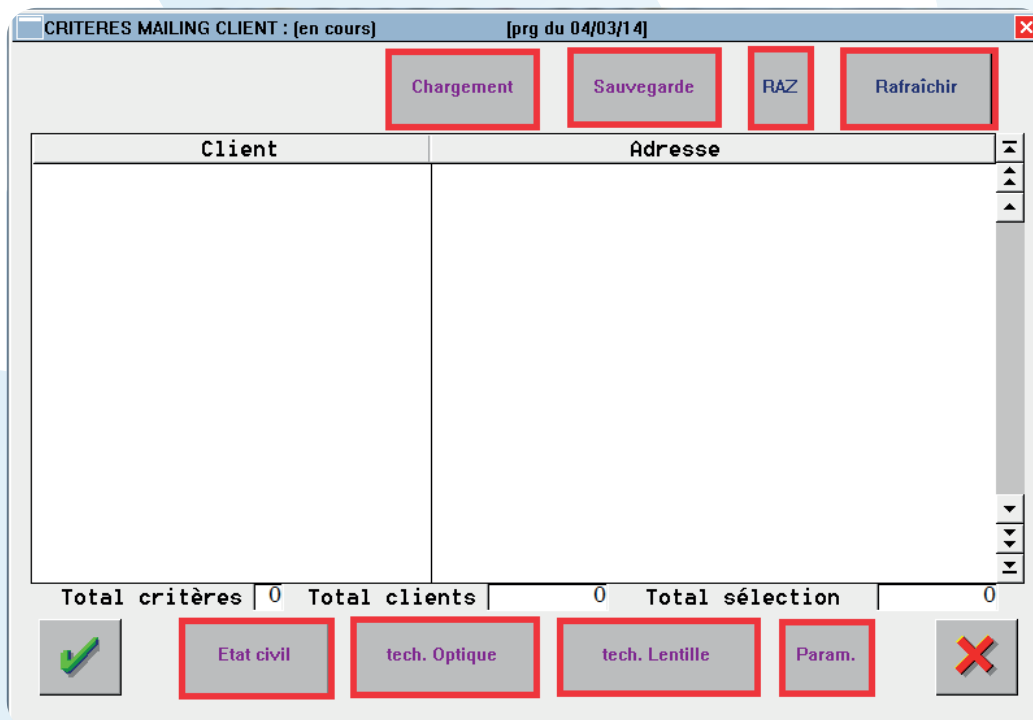 CRITERES MAILING CLIENT : (en cours) [prg du 04/03/14]
Chargement Sauvegarde RAZ Rafraîchir
Client Adresse
Total critères 0 Total clients 0 Total sélection 0
Etat civil tech. Optique tech. Lentille Param.